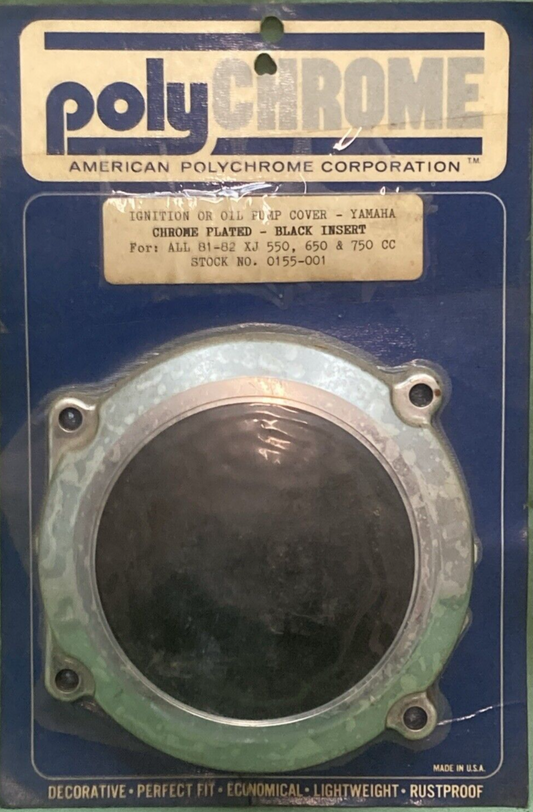 polyCHROME
AMERICAN POLYCHROME CORPORATION T.M.
IGNITION OR OIL PUMP COVER - YAMAHA
CHROME PLATED - BLACK INSERT
For: ALL 81-82 XJ 550, 650 & 750 CC
STOCK NO. 0155-001
MADE IN U.S.A.
DECORATIVE • PERFECT FIT • ECONOMICAL • LIGHTWEIGHT • RUSTPROOF